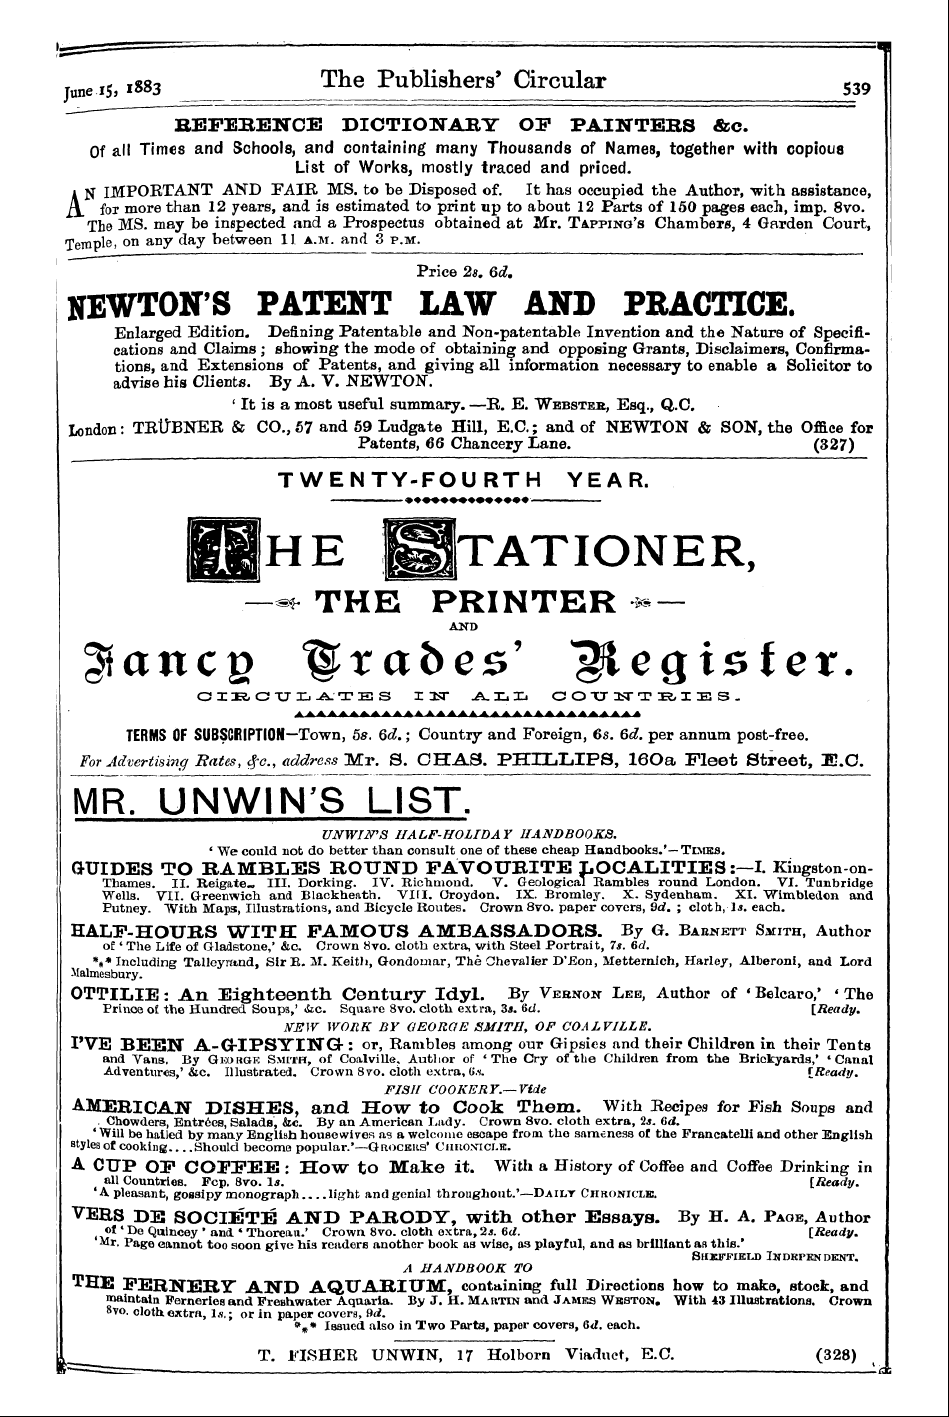 June 15, 1883
The Publishers' Circular
539
REFERENCE DICTIONARY OF PAINTERS &c.
Of all Times and Schools, and containing many Thousands of Names, together with copious
List of Works, mostly traced and priced.
AN IMPORTANT AND FAIR MS. to be Disposed of. It has occupied the Author, with assistance,
for more than 12 years, and is estimated to print up to about 12 Parts of 150 pages each, imp. 8vo.
The MS. may be inspected and a Prospectus obtained at Mr. TAPPING'S Chambers, 4 Garden Court,
Temple, on any day between 11 A.M. and 3 P.M.
Price 2s. 6d.
NEWTON'S PATENT LAW AND PRACTICE.
Enlarged Edition. Defining Patentable and Non-patentable Invention and the Nature of Specifi-
cations and Claims; showing the mode of obtaining and opposing Grants, Disclaimers, Confirma-
tions, and Extensions of Patents, and giving all information necessary to enable a Solicitor to
advise his Clients. By A. V. NEWTON.
'It is a most useful summary.—R. E. WEBSTER, Esq., Q.C.
London: TRÜBNER & CO., 57 and 59 Ludgate Hill, E.C.; and of NEWTON & SON, the Office for
Patents, 66 Chancery Lane. (327)
TWENTY-FOURTH YEAR.
THE STATIONER,
THE PRINTER
AND
Fancy Trades' Register.
CIRCULATES IN ALL COUNTRIES.
TERMS OF SUBSCRIPTION—Town, 5s. 6d.; Country and Foreign, 6s. 6d. per annum post-free.
For Advertising Rates, &c., address Mr. S. CHAS. PHILLIPS, 160a Fleet Street, E.C.
MR. UNWIN'S LIST.
UNWIN'S HALF-HOLIDAY HANDBOOKS.
'We could not do better than consult one of these cheap Handbooks.'—TIMES.
GUIDES TO RAMBLES ROUND FAVOURITE LOCALITIES:—I. Kingston-on-
Thames. II. Reigate. III. Dorking. IV. Richmond. V. Geological Rambles round London. VI. Tunbridge
Wells. VII. Greenwich and Blackheath. VIII. Croydon. IX. Bromley. X. Sydenham. XI. Wimbledon and
Putney. With Maps, Illustrations, and Bicycle Routes. Crown 8vo. paper covers, 9d.; cloth, 1s. each.
HALF-HOURS WITH FAMOUS AMBASSADORS. By G. BARNETT SMITH, Author
of 'The Life of Gladstone,' &c. Crown 8vo. cloth extra, with Steel Portrait, 7s. 6d.
*** Including Talleyrand, Sir R. M. Keith, Gondomar, The Chevalier D'Eon, Metternich, Harley, Alberoni, and Lord
Malmesbury.
OTTILIE: An Eighteenth Century Idyl. By VERNON LEE, Author of 'Belcaro,' 'The
Prince of the Hundred Soups,' &c. Square 8vo. cloth extra, 3s. 6d. [Ready.
NEW WORK BY GEORGE SMITH, OF COALVILLE.
I'VE BEEN A-GIPSYING: or, Rambles among our Gipsies and their Children in their Tents
and Vans. By GEORGE SMITH, of Coalville, Author of 'The Cry of the Children from the Brickyards,' 'Canal
Adventures,' &c. Illustrated. Crown 8vo. cloth extra, 6s. [Ready.
FISH COOKERY.—Vide
AMERICAN DISHES, and How to Cook Them. With Recipes for Fish Soups and
Chowders, Entrées, Salads, &c. By an American Lady. Crown 8vo. cloth extra, 2s. 6d.
'Will be hailed by many English housewives as a welcome escape from the sameness of the Francatelli and other English
styles of cooking....Should become popular.'—GROCERS' CHRONICLE.
A CUP OF COFFEE: How to Make it. With a History of Coffee and Coffee Drinking in
all Countries. Fcp. 8vo. 1s. [Ready.
'A pleasant, gossipy monograph....light and genial throughout.'—DAILY CHRONICLE.
VERS DE SOCIÉTÉ AND PARODY, with other Essays. By H. A. PAGE, Author
of 'De Quincey' and 'Thoreau.' Crown 8vo. cloth extra, 2s. 6d. [Ready.
'Mr. Page cannot too soon give his readers another book as wise, as playful, and as brilliant as this.'
SHEFFIELD INDEPENDENT.
A HANDBOOK TO
THE FERNERY AND AQUARIUM, containing full Directions how to make, stock, and
maintain Ferneries and Freshwater Aquaria. By J. H. MARTIN and JAMES WESTON. With 43 Illustrations. Crown
8vo. cloth extra, 1s.; or in paper covers, 9d.
*** Issued also in Two Parts, paper covers, 6d. each.
T. FISHER UNWIN, 17 Holborn Viaduct, E.C. (328)